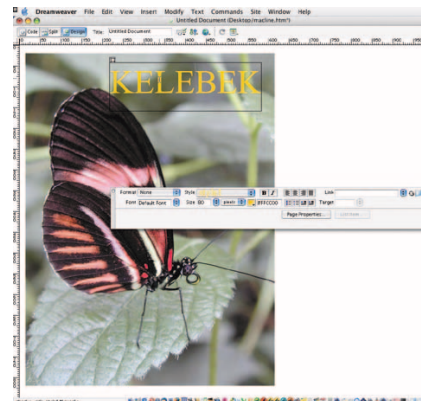 Dreamweaver File Edit View Insert Modify Text Commands Site Window Help
Untitled Document (Desktop/macline.htm*)
Code Split Design Title: Untitled Document
KELEBEK
Format None Style B I Link
Font Default Font Size 80 pixels #FFCC00 Target
Page Properties...